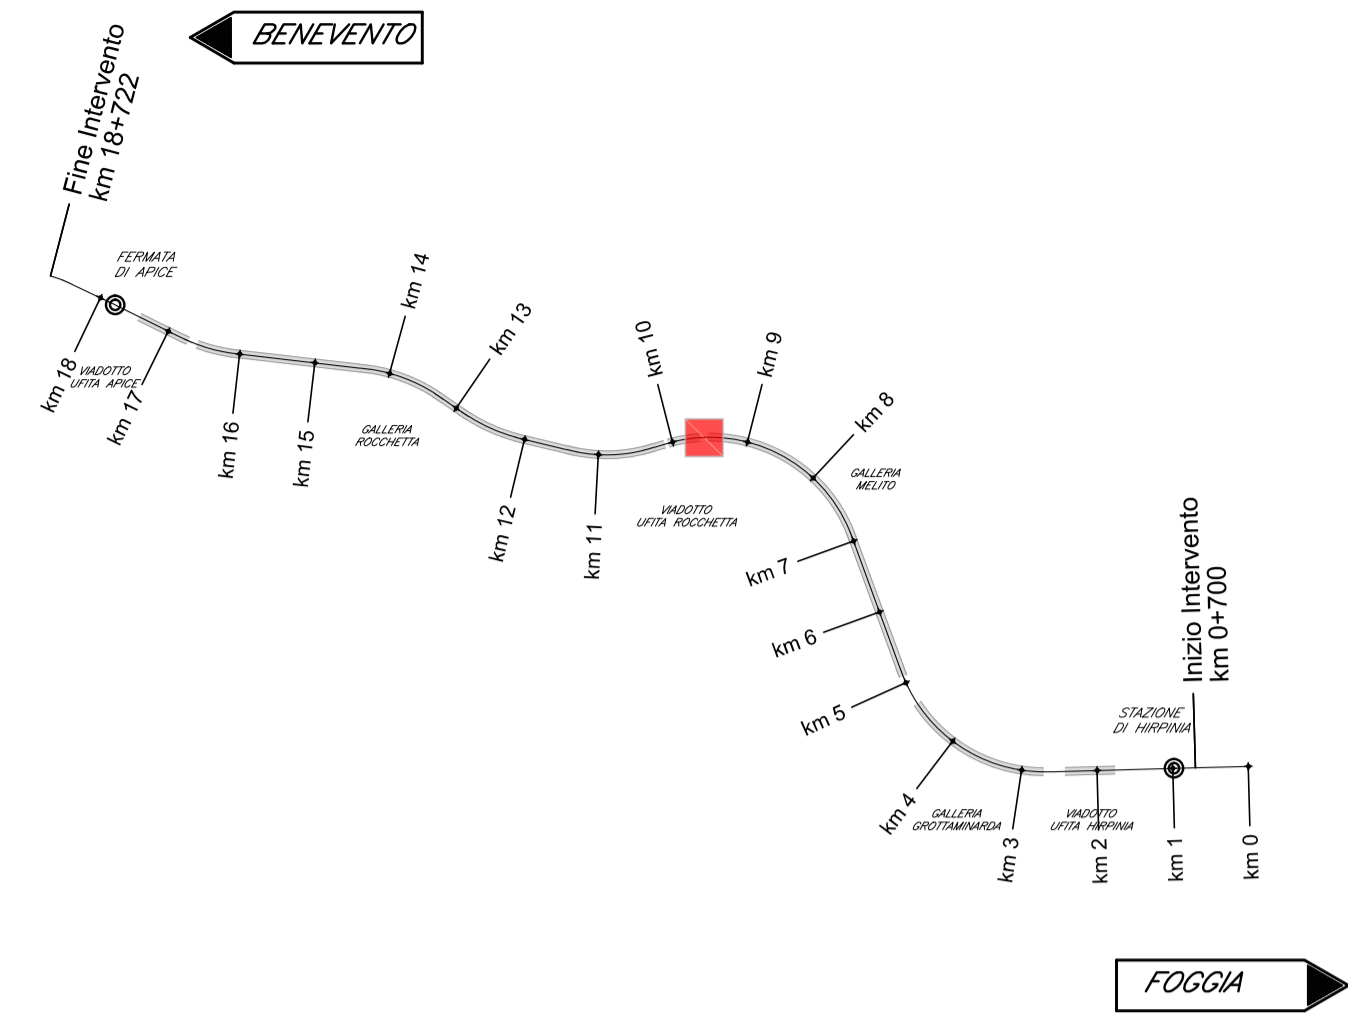 BENEVENTO
Fine Intervento
km 18+722
FERMATA
DI APICE
km 18
VIADOTTO
UFITA APICE
km 17
km 16
km 15
km 14
GALLERIA
ROCCHETTA
km 13
km 12
km 11
km 10
VIADOTTO
UFITA ROCCHETTA
km 9
km 8
GALLERIA
MELITO
km 7
km 6
km 5
km 4
GALLERIA
GROTTAMINARDA
km 3
VIADOTTO
UFITA HIRPINIA
km 2
STAZIONE
DI HIRPINIA
km 1
Inizio Intervento
km 0+700
km 0
FOGGIA